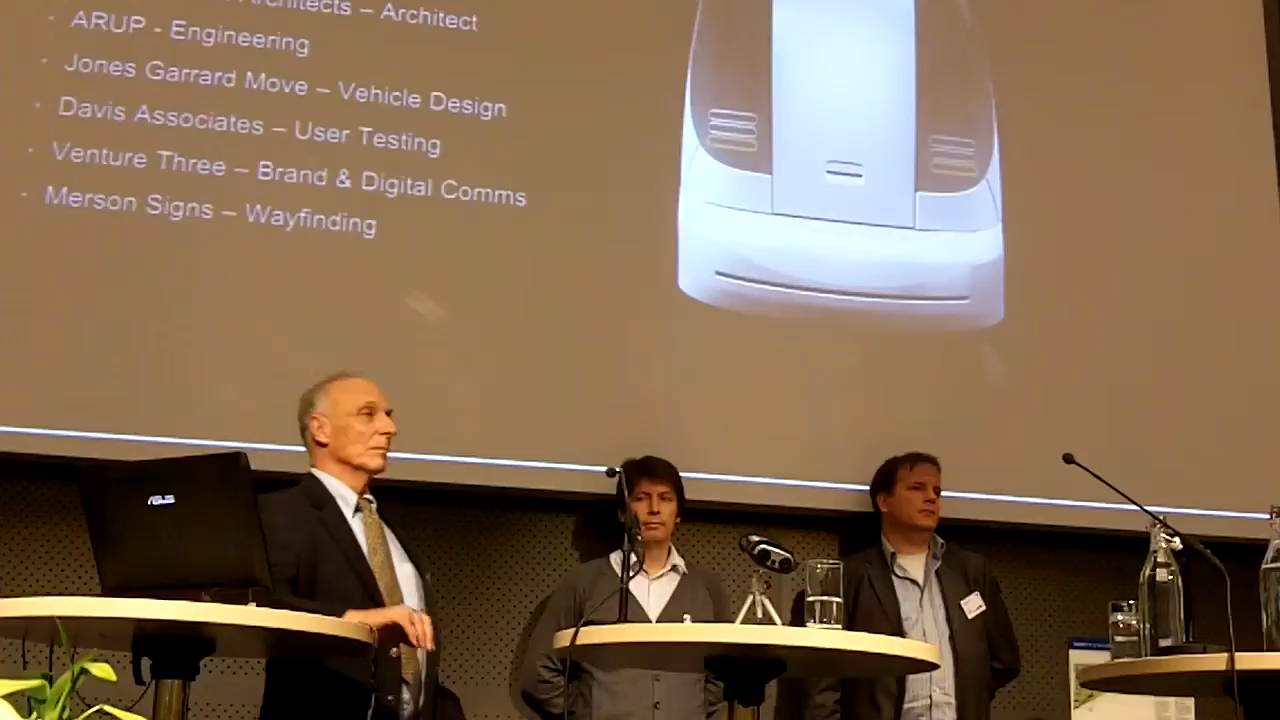 Architects – Architect
ARUP - Engineering
Jones Garrard Move – Vehicle Design
Davis Associates – User Testing
Venture Three – Brand & Digital Comms
Merson Signs – Wayfinding
ASUS